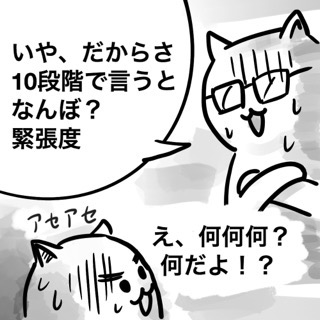 いや、だからさ
10段階で言うと
なんぼ？
緊張度
アセアセ
え、何何何？
何だよ！？